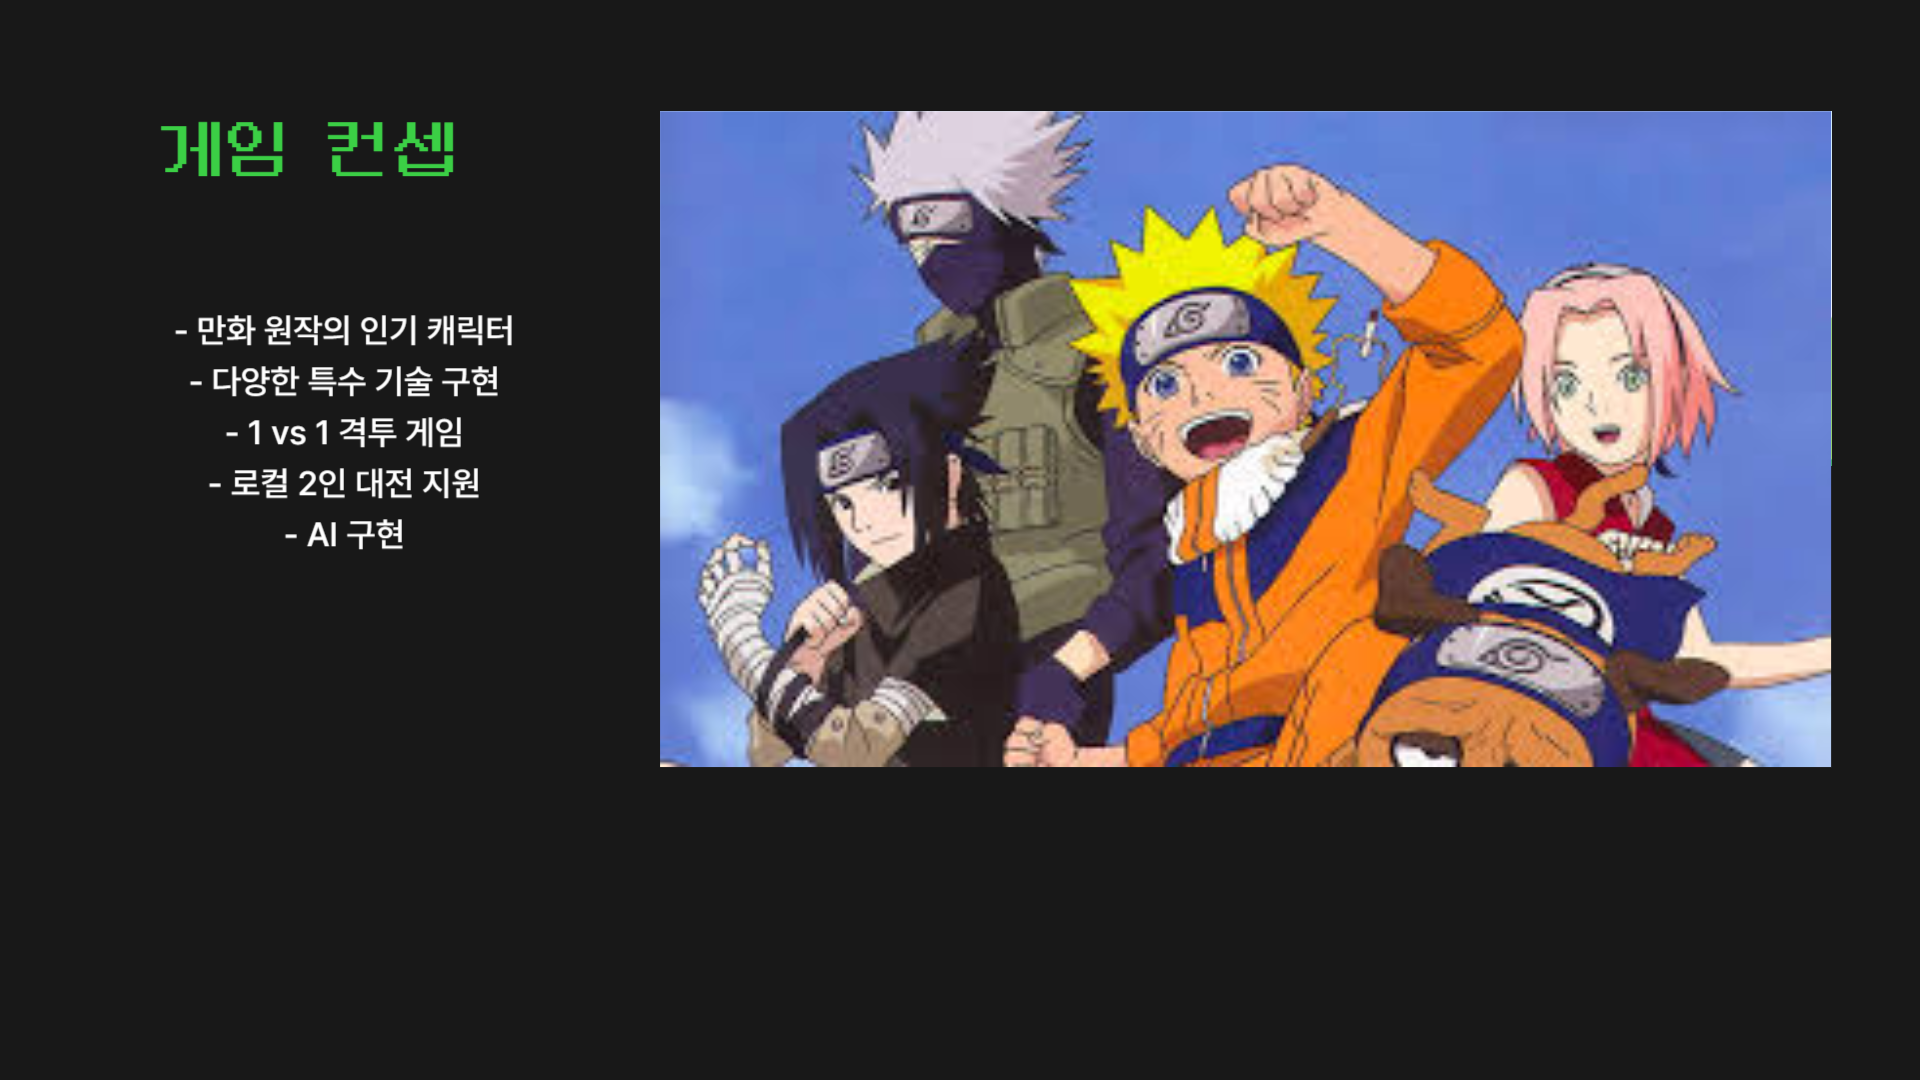 게임 컨셉
- 만화 원작의 인기 캐릭터
- 다양한 특수 기술 구현
- 1 vs 1 격투 게임
- 로컬 2인 대전 지원
- AI 구현